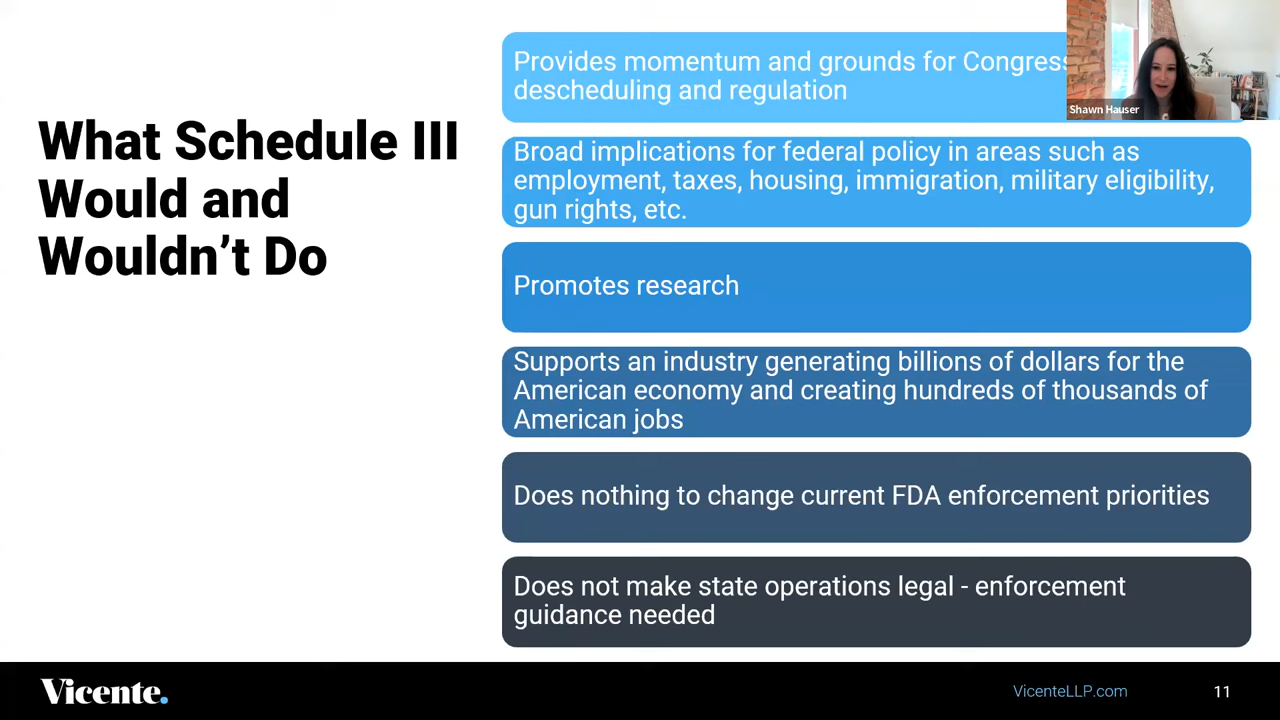 What Schedule III
Would and
Wouldn’t Do
Provides momentum and grounds for Congress
descheduling and regulation
Shawn Hauser
Broad implications for federal policy in areas such as
employment, taxes, housing, immigration, military eligibility,
gun rights, etc.
Promotes research
Supports an industry generating billions of dollars for the
American economy and creating hundreds of thousands of
American jobs
Does nothing to change current FDA enforcement priorities
Does not make state operations legal - enforcement
guidance needed
Vicente.
VicenteLLP.com
11